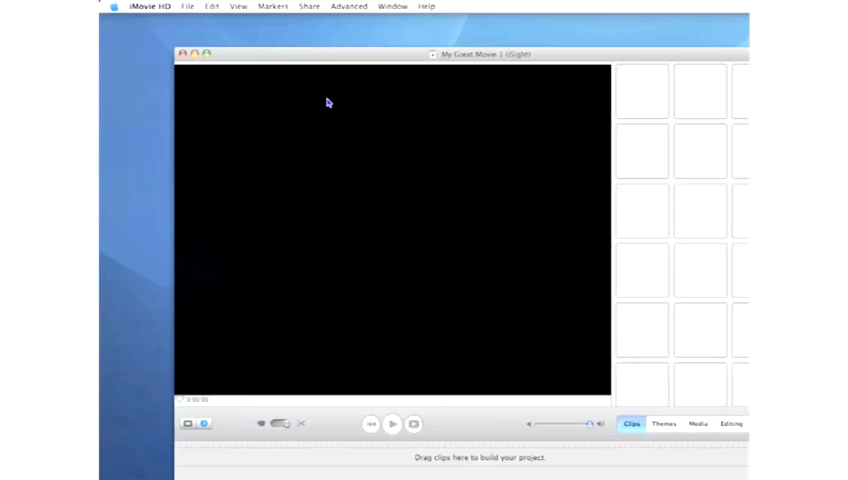 iMovie HD File Edit View Markers Share Advanced Window Help
My Great Movie 1 (iSight)
0:00:00
Clips Themes Media Editing
Drag clips here to build your project.